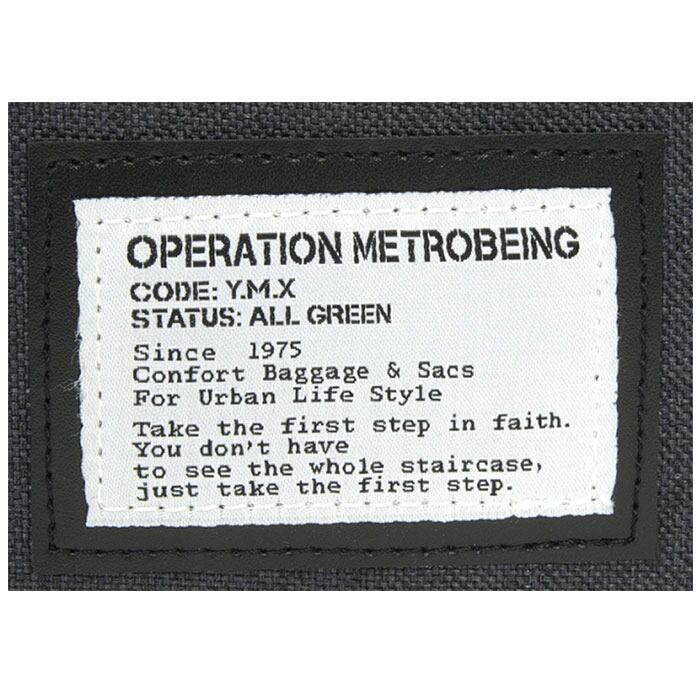 OPERATION METROBEING
CODE: Y.M.X
STATUS: ALL GREEN
Since 1975
Confort Baggage & Sacs
For Urban Life Style
Take the first step in faith.
You don't have
to see the whole staircase,
just take the first step.